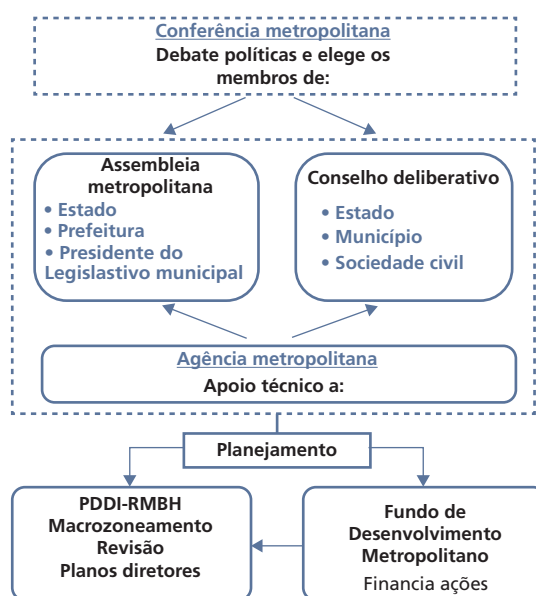 Conferência metropolitana
Debate políticas e elege os
membros de:
Assembleia
metropolitana
• Estado
• Prefeitura
• Presidente do
Legislastivo municipal
Conselho deliberativo
• Estado
• Município
• Sociedade civil
Agência metropolitana
Apoio técnico a:
Planejamento
PDDI-RMBH
Macrozoneamento
Revisão
Planos diretores
Fundo de
Desenvolvimento
Metropolitano
Financia ações